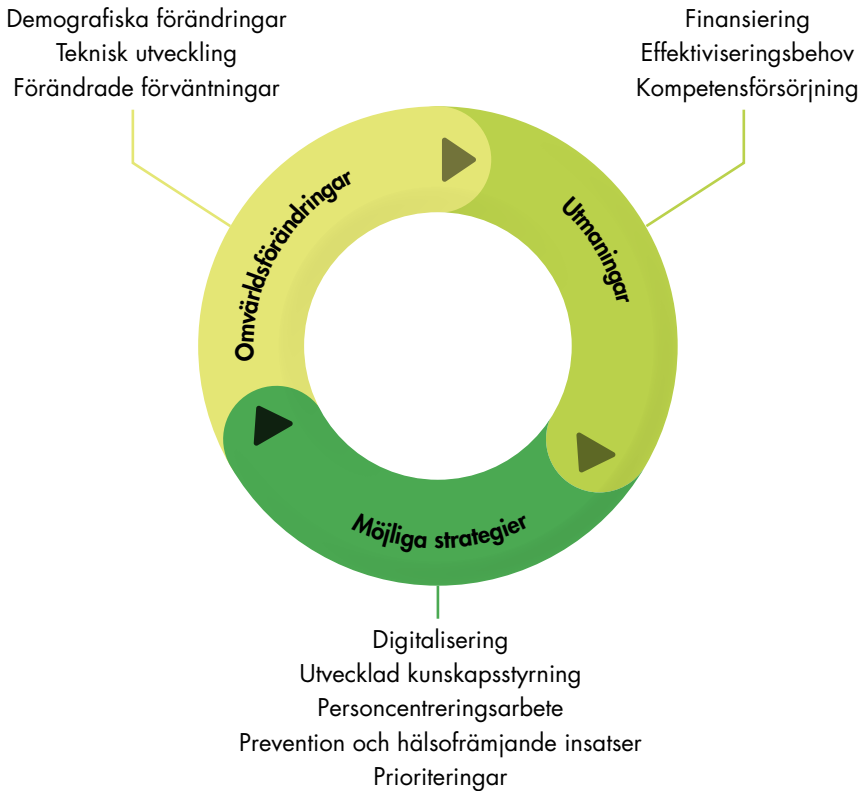 Demografiska förändringar
Teknisk utveckling
Förändrade förväntningar
Finansiering
Effektiviseringsbehov
Kompetensförsörjning
Omvärldsförändringar
Utmaningar
Möjliga strategier
Digitalisering
Utvecklad kunskapsstyrning
Personcentreringsarbete
Prevention och hälsofrämjande insatser
Prioriteringar